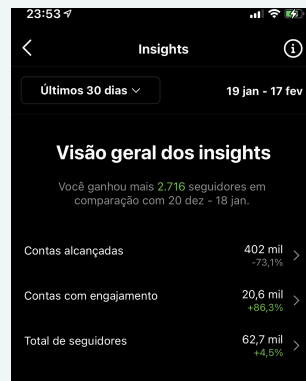 23:53
Insights
Últimos 30 dias
19 jan - 17 fev
Visão geral dos insights
Você ganhou mais 2.716 seguidores em
comparação com 20 dez - 18 jan.
Contas alcançadas
402 mil
-73,1%
Contas com engajamento
20,6 mil
+86,3%
Total de seguidores
62,7 mil
+4,5%